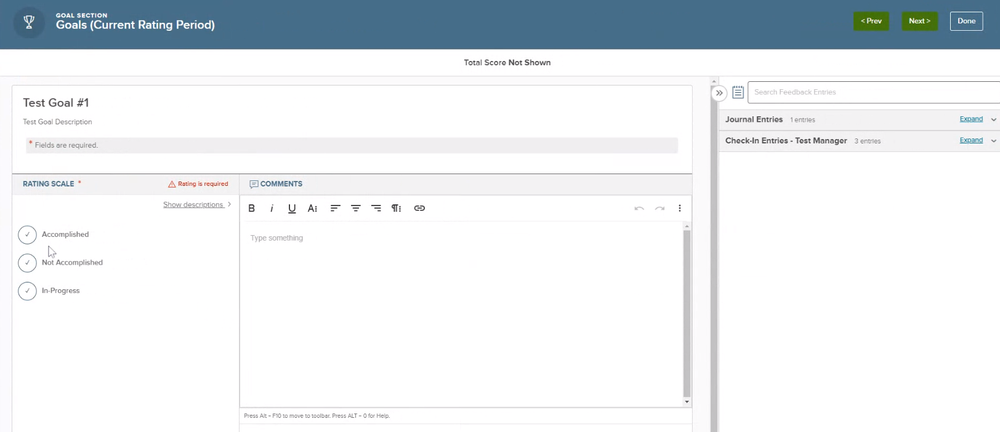 GOAL SECTION
Goals (Current Rating Period)
< Prev
Next >
Done
Total Score Not Shown
Test Goal #1
Test Goal Description
* Fields are required.
RATING SCALE *
Rating is required
Show descriptions >
Accomplished
Not Accomplished
In-Progress
COMMENTS
B i U A
Type something
Press Alt - F10 to move to toolbar. Press ALT - 0 for Help.
Search Feedback Entries
Journal Entries 1 entries Expand
Check-In Entries - Test Manager 3 entries Expand